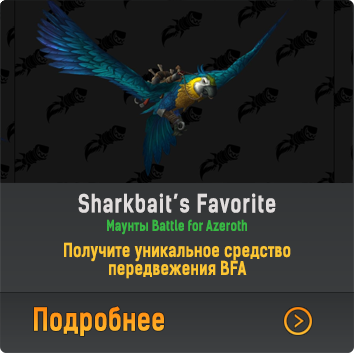 Sharkbait's Favorite
Маунты Battle for Azeroth
Получите уникальное средство
передвежения BFA
Подробнее